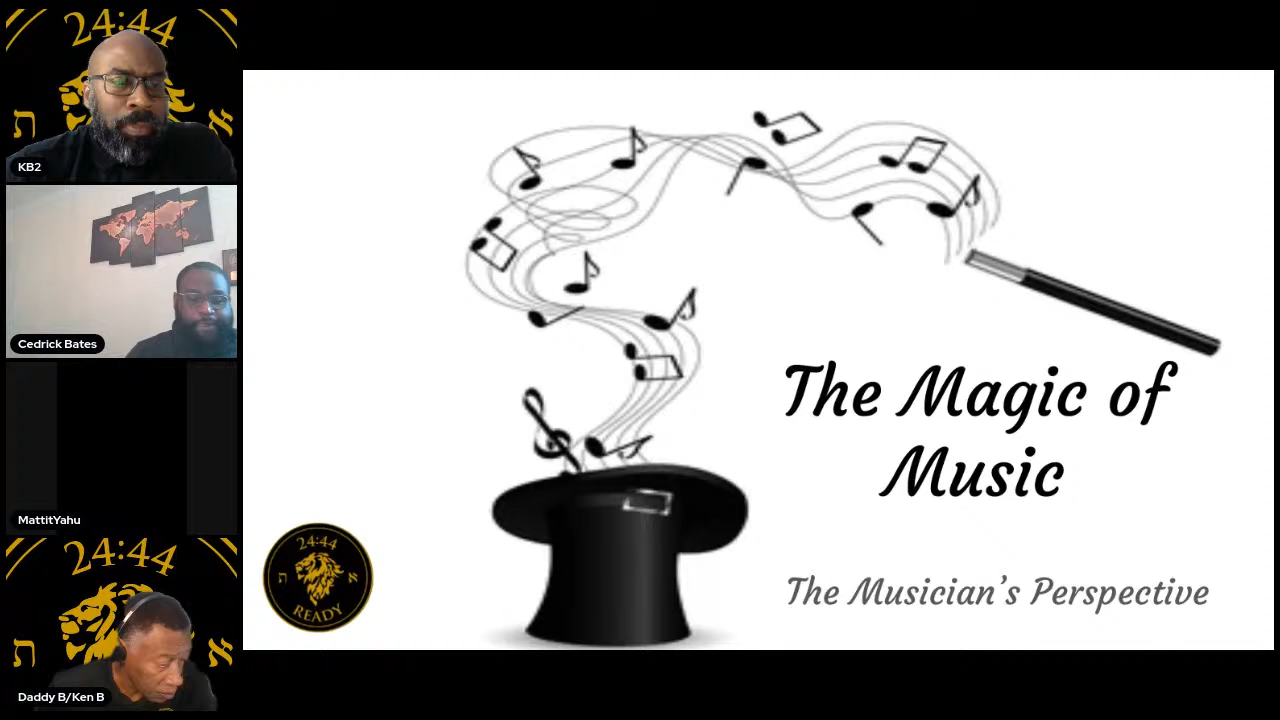 24:44
ת
א
KB2
Cedrick Bates
MattitYahu
24:44
ת
א
Daddy B/Ken B
The Magic of
Music
The Musician's Perspective
24:44
ת
א
READY